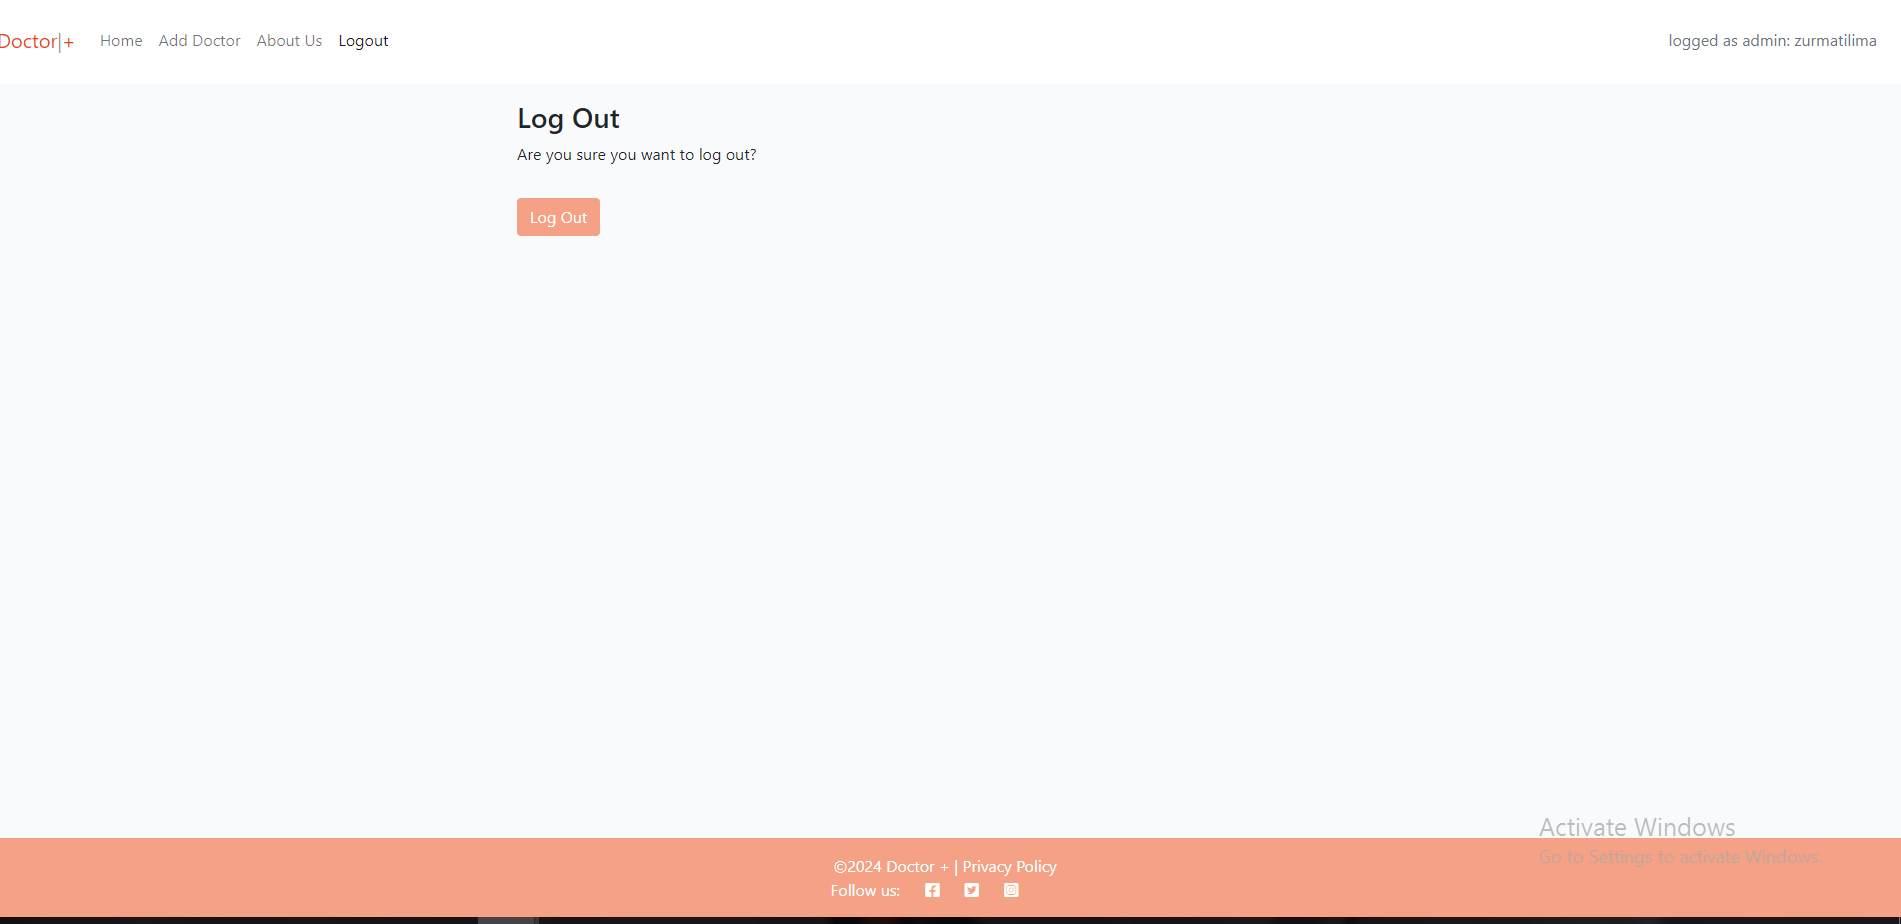 Doctor|+ Home Add Doctor About Us Logout logged as admin: zurmatilima
Log Out
Are you sure you want to log out?
Log Out
Activate Windows
Go to Settings to activate Windows.
©2024 Doctor + | Privacy Policy
Follow us: